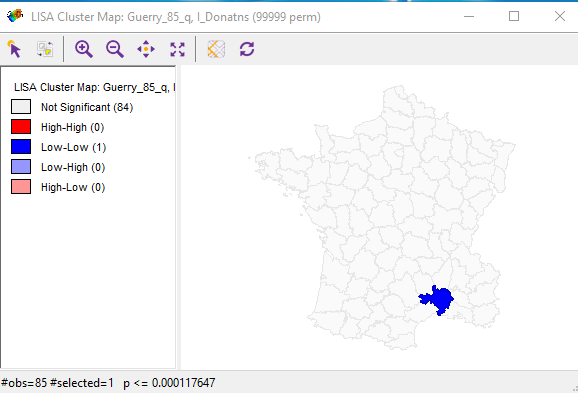 LISA Cluster Map: Guerry_85_q, I_Donatns (99999 perm)
LISA Cluster Map: Guerry_85_q, I
Not Significant (84)
High-High (0)
Low-Low (1)
Low-High (0)
High-Low (0)
#obs=85 #selected=1 p <= 0.000117647